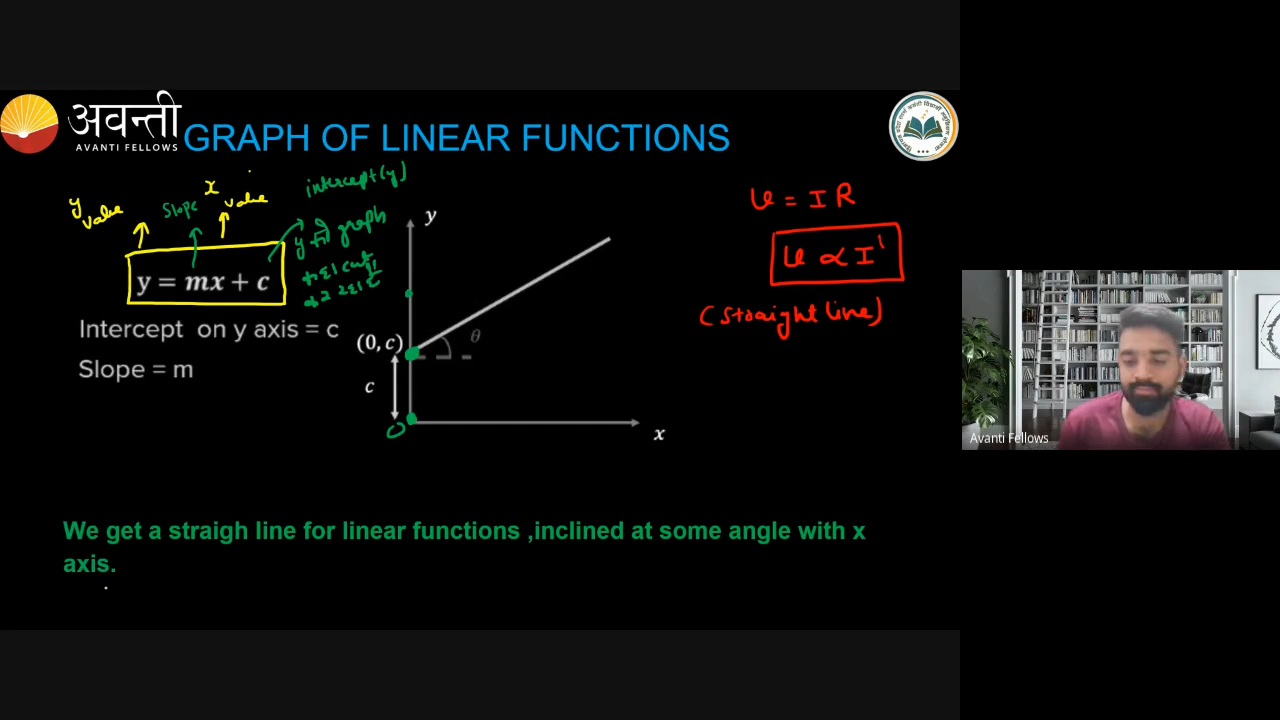 अवन्ती
AVANTI FELLOWS
GRAPH OF LINEAR FUNCTIONS
y value
Slope
x value
intercept (y)
graph
y = mx + c
Intercept on y axis = c
Slope = m
y
(0, c)
θ
c
O
x
V = I R
V ∝ I¹
(Straight line)
We get a straigh line for linear functions ,inclined at some angle with x
axis.
Avanti Fellows